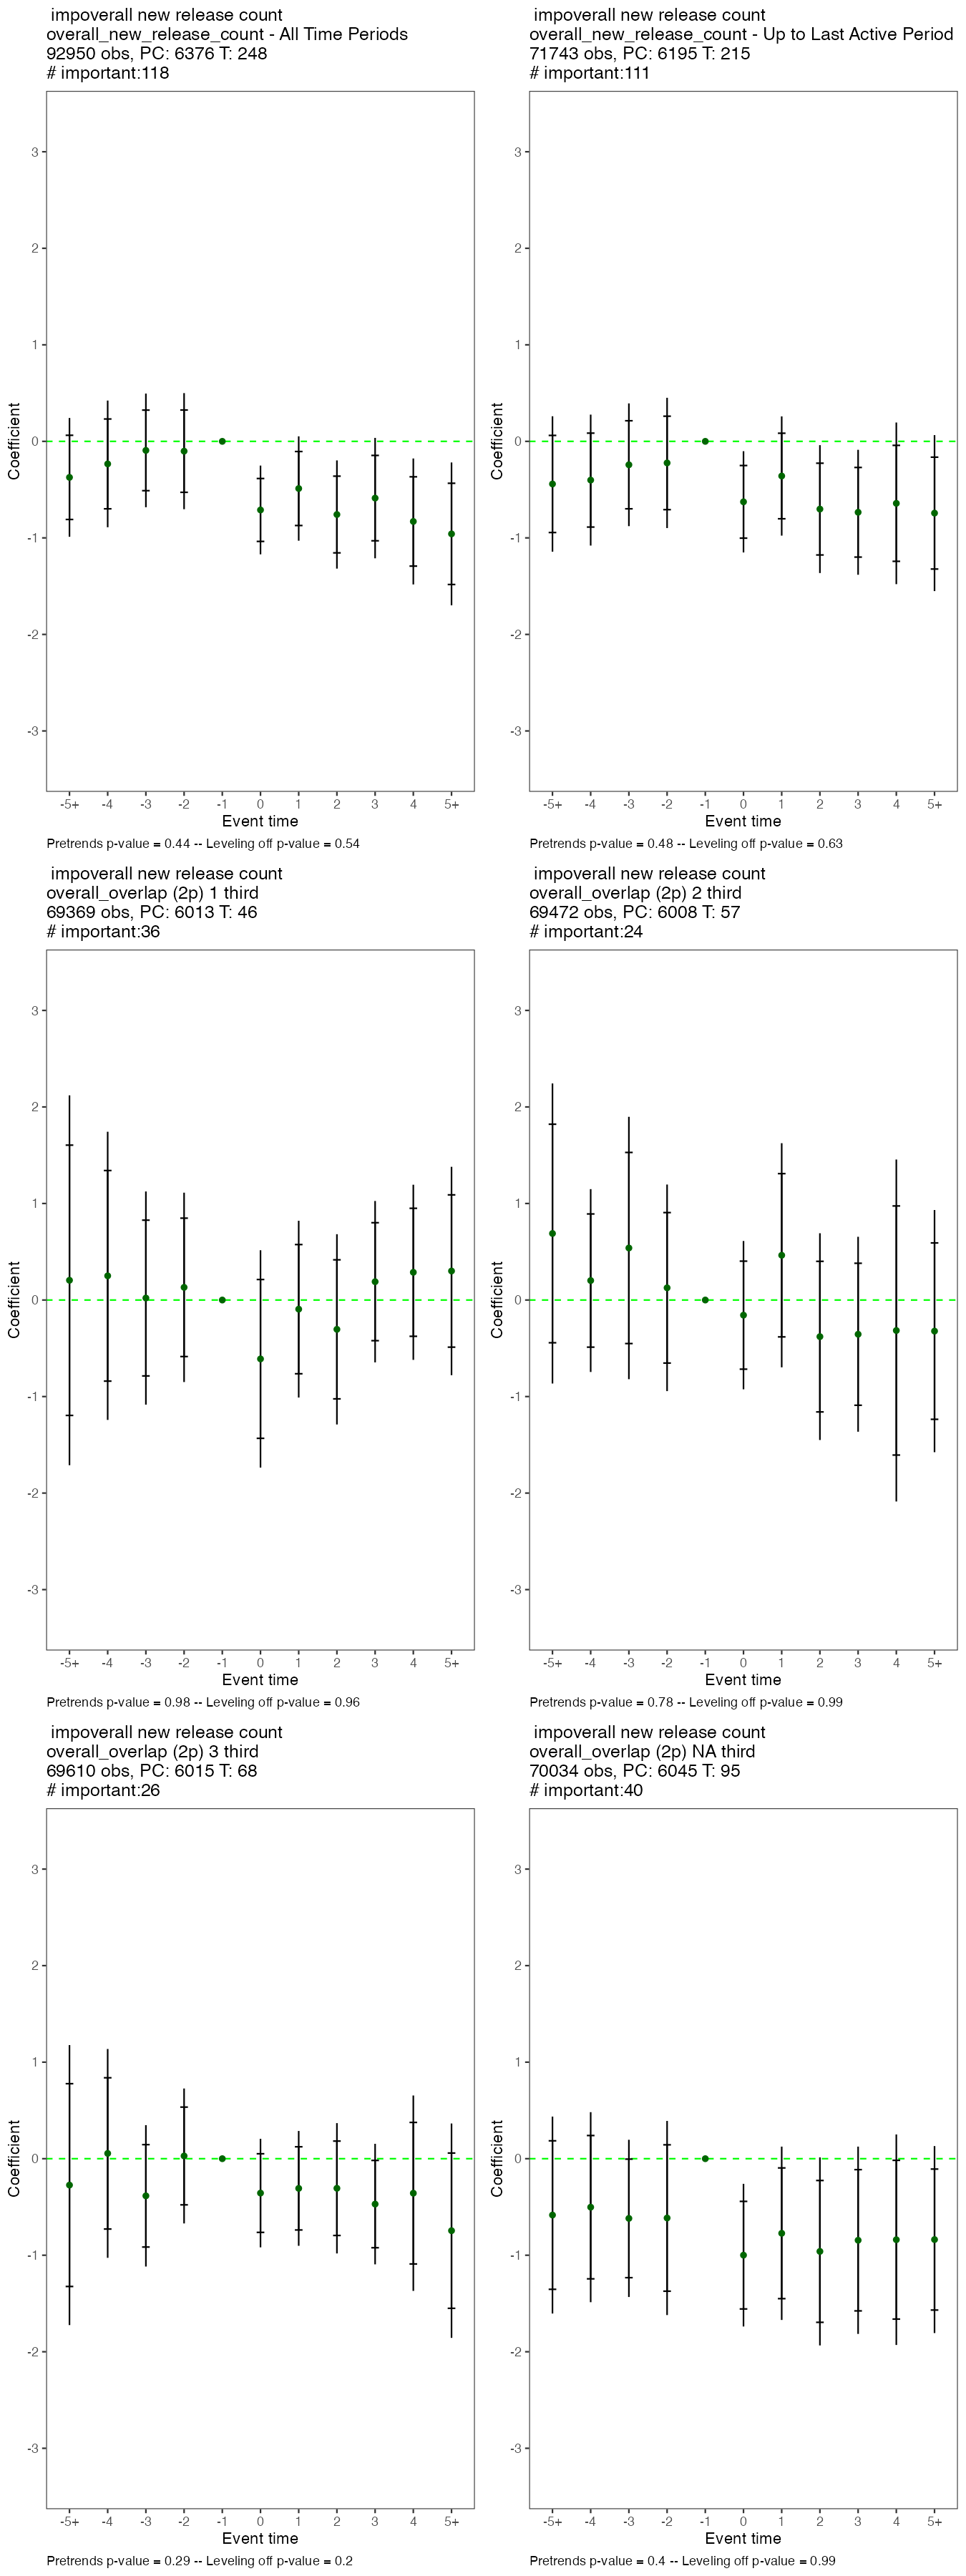 impoverall new release count
overall_new_release_count - All Time Periods
92950 obs, PC: 6376 T: 248
# important:118
3
2
1
0
-1
-2
-3
Coefficient
-5+ -4 -3 -2 -1 0 1 2 3 4 5+
Event time
Pretrends p-value = 0.44 -- Leveling off p-value = 0.54
impoverall new release count
overall_new_release_count - Up to Last Active Period
71743 obs, PC: 6195 T: 215
# important:111
3
2
1
0
-1
-2
-3
Coefficient
-5+ -4 -3 -2 -1 0 1 2 3 4 5+
Event time
Pretrends p-value = 0.48 -- Leveling off p-value = 0.63
impoverall new release count
overall_overlap (2p) 1 third
69369 obs, PC: 6013 T: 46
# important:36
3
2
1
0
-1
-2
-3
Coefficient
-5+ -4 -3 -2 -1 0 1 2 3 4 5+
Event time
Pretrends p-value = 0.98 -- Leveling off p-value = 0.96
impoverall new release count
overall_overlap (2p) 2 third
69472 obs, PC: 6008 T: 57
# important:24
3
2
1
0
-1
-2
-3
Coefficient
-5+ -4 -3 -2 -1 0 1 2 3 4 5+
Event time
Pretrends p-value = 0.78 -- Leveling off p-value = 0.99
impoverall new release count
overall_overlap (2p) 3 third
69610 obs, PC: 6015 T: 68
# important:26
3
2
1
0
-1
-2
-3
Coefficient
-5+ -4 -3 -2 -1 0 1 2 3 4 5+
Event time
Pretrends p-value = 0.29 -- Leveling off p-value = 0.2
impoverall new release count
overall_overlap (2p) NA third
70034 obs, PC: 6045 T: 95
# important:40
3
2
1
0
-1
-2
-3
Coefficient
-5+ -4 -3 -2 -1 0 1 2 3 4 5+
Event time
Pretrends p-value = 0.4 -- Leveling off p-value = 0.99